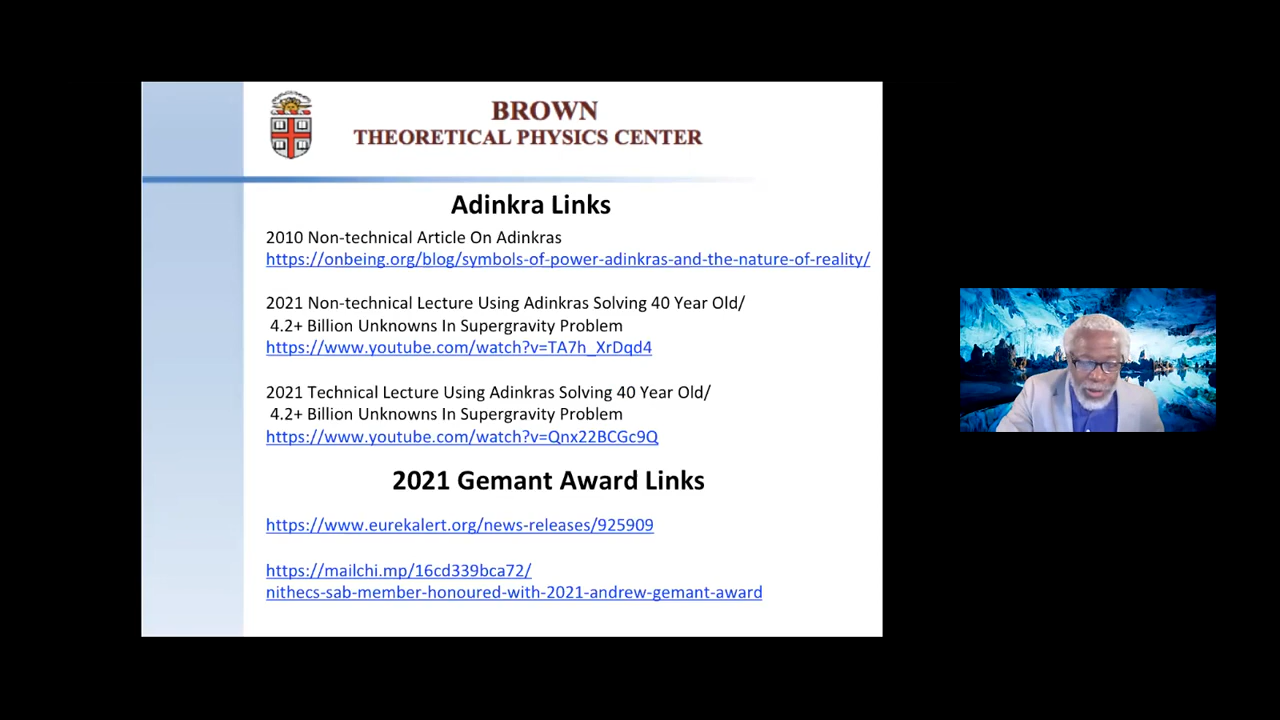 BROWN
THEORETICAL PHYSICS CENTER
Adinkra Links
2010 Non-technical Article On Adinkras
https://onbeing.org/blog/symbols-of-power-adinkras-and-the-nature-of-reality/
2021 Non-technical Lecture Using Adinkras Solving 40 Year Old/
4.2+ Billion Unknowns In Supergravity Problem
https://www.youtube.com/watch?v=TA7h_XrDqd4
2021 Technical Lecture Using Adinkras Solving 40 Year Old/
4.2+ Billion Unknowns In Supergravity Problem
https://www.youtube.com/watch?v=Qnx22BCGc9Q
2021 Gemant Award Links
https://www.eurekalert.org/news-releases/925909
https://mailchi.mp/16cd339bca72/
nithecs-sab-member-honoured-with-2021-andrew-gemant-award